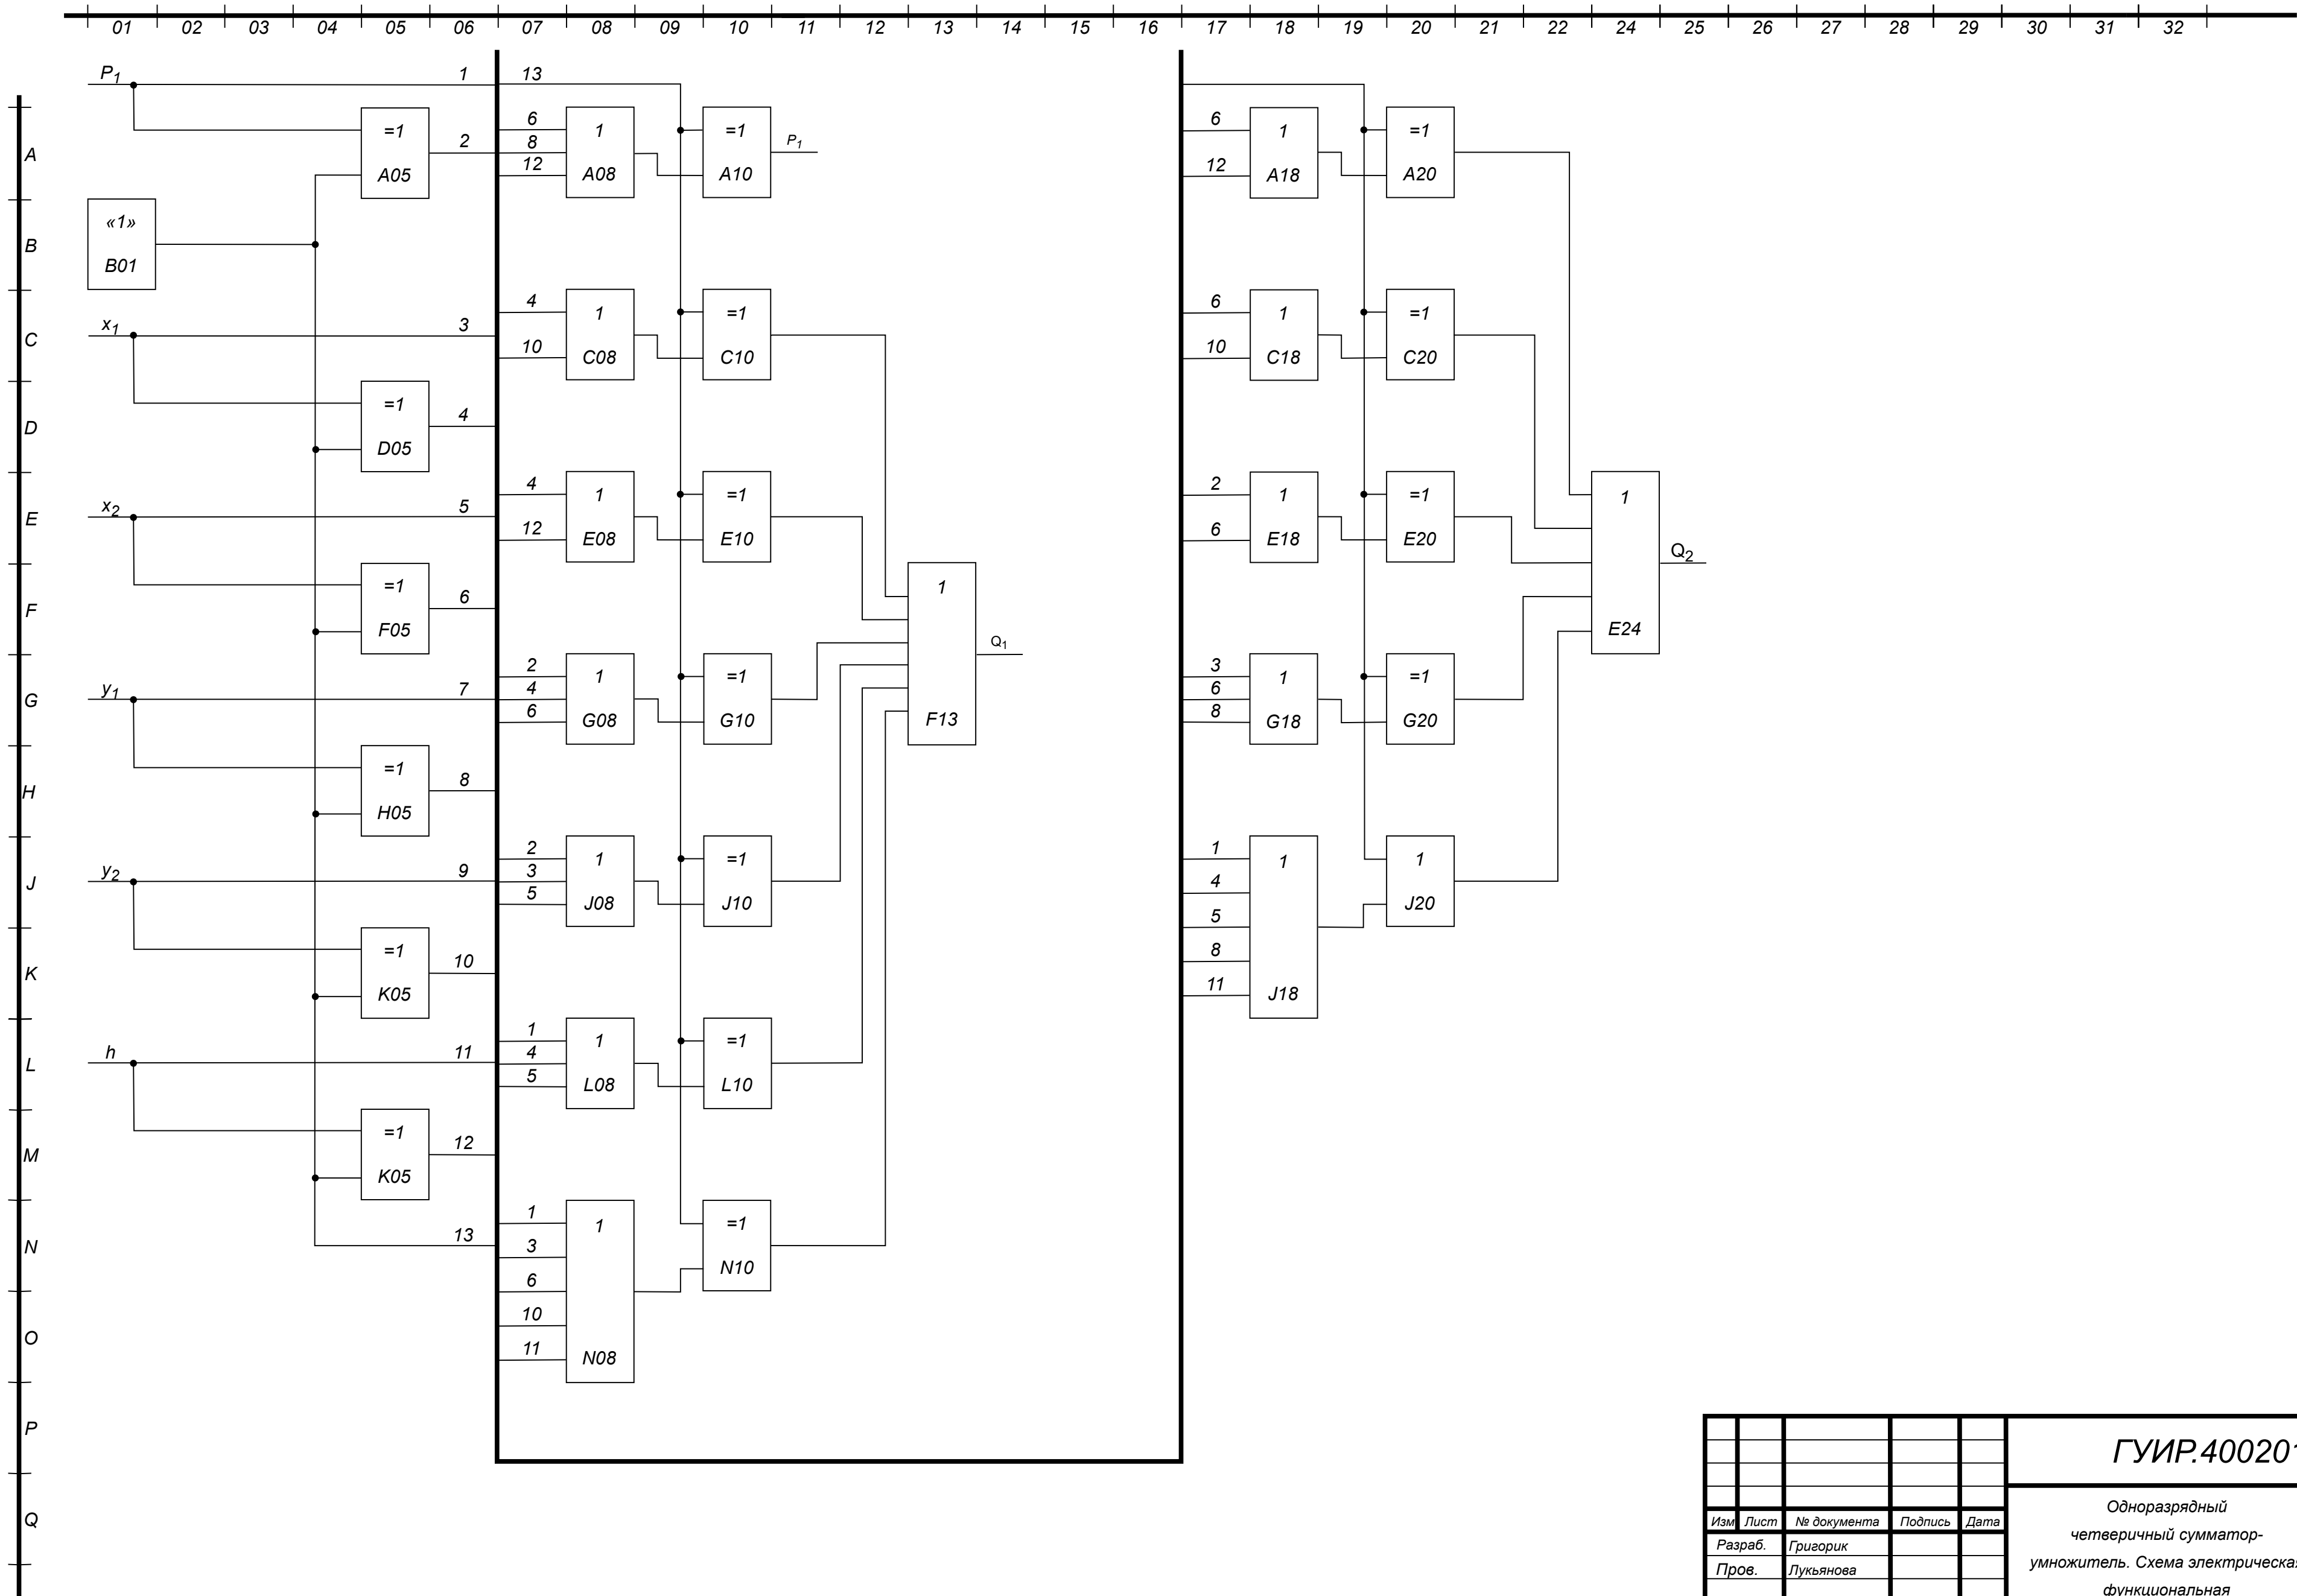 01 02 03 04 05 06 07 08 09 10 11 12 13 14 15 16 17 18 19 20 21 22 24 25 26 27 28 29 30 31 32
P1 1 13
=1 A05 2
6 8 12 1 A08 =1 A10 P1
6 12 1 A18 =1 A20
A
B «1» B01
C x1 3
4 10 1 C08 =1 C10
6 10 1 C18 =1 C20
D =1 D05 4
E x2 5
4 12 1 E08 =1 E10
2 6 1 E18 =1 E20
1 E24 Q2
F =1 F05 6
1 F13 Q1
G y1 7
2 4 6 1 G08 =1 G10
3 6 8 1 G18 =1 G20
H =1 H05 8
J y2 9
2 3 5 1 J08 =1 J10
1 4 5 8 11 1 J18 1 J20
K =1 K05 10
L h 11
1 4 5 1 L08 =1 L10
M =1 K05 12
N 13
1 3 6 10 11 1 N08 =1 N10
O
P
Q
ГУИР.400201
Одноразрядный
четверичный сумматор-
умножитель. Схема электрическая
функциональная
Изм Лист № документа Подпись Дата
Разраб. Григорик
Пров. Лукьянова